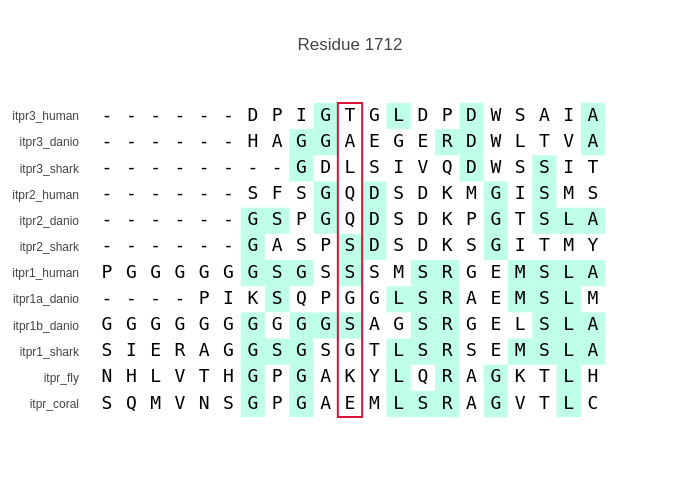 Residue 1712
itpr3_human - - - - - - D P I G T G L D P D W S A I A
itpr3_danio - - - - - - H A G G A E G E R D W L T V A
itpr3_shark - - - - - - - - G D L S I V Q D W S S I T
itpr2_human - - - - - - S F S G Q D S D K M G I S M S
itpr2_danio - - - - - - G S P G Q D S D K P G T S L A
itpr2_shark - - - - - - G A S P S D S D K S G I T M Y
itpr1_human P G G G G G G S G S S S M S R G E M S L A
itpr1a_danio - - - - P I K S Q P G G L S R A E M S L M
itpr1b_danio G G G G G G G G G G S A G S R G E L S L A
itpr1_shark S I E R A G G S G S G T L S R S E M S L A
itpr_fly N H L V T H G P G A K Y L Q R A G K T L H
itpr_coral S Q M V N S G P G A E M L S R A G V T L C